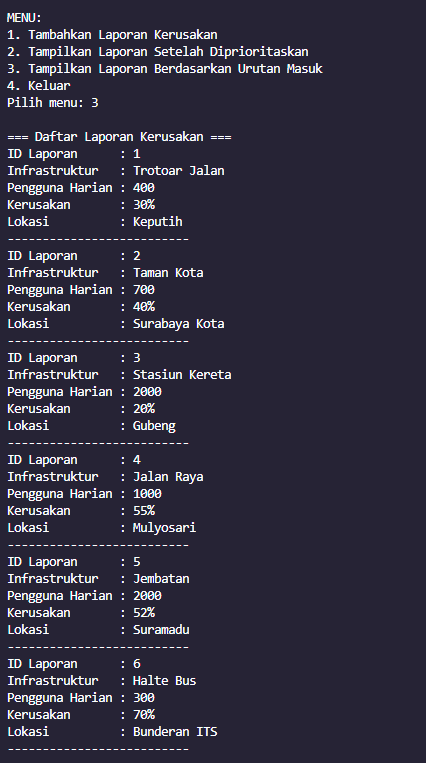 MENU:
1. Tambahkan Laporan Kerusakan
2. Tampilkan Laporan Setelah Diprioritaskan
3. Tampilkan Laporan Berdasarkan Urutan Masuk
4. Keluar
Pilih menu: 3

=== Daftar Laporan Kerusakan ===
ID Laporan      : 1
Infrastruktur   : Trotoar Jalan
Pengguna Harian : 400
Kerusakan       : 30%
Lokasi          : Keputih
--------------------------
ID Laporan      : 2
Infrastruktur   : Taman Kota
Pengguna Harian : 700
Kerusakan       : 40%
Lokasi          : Surabaya Kota
--------------------------
ID Laporan      : 3
Infrastruktur   : Stasiun Kereta
Pengguna Harian : 2000
Kerusakan       : 20%
Lokasi          : Gubeng
--------------------------
ID Laporan      : 4
Infrastruktur   : Jalan Raya
Pengguna Harian : 1000
Kerusakan       : 55%
Lokasi          : Mulyosari
--------------------------
ID Laporan      : 5
Infrastruktur   : Jembatan
Pengguna Harian : 2000
Kerusakan       : 52%
Lokasi          : Suramadu
--------------------------
ID Laporan      : 6
Infrastruktur   : Halte Bus
Pengguna Harian : 300
Kerusakan       : 70%
Lokasi          : Bunderan ITS
--------------------------